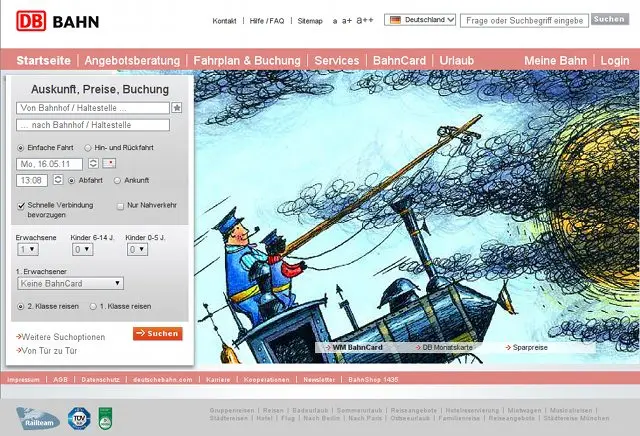 DB BAHN
Kontakt | Hilfe / FAQ | Sitemap a a+ a++ Deutschland Frage oder Suchbegriff eingebe Suchen
Startseite | Angebotsberatung | Fahrplan & Buchung | Services | BahnCard | Urlaub Meine Bahn | Login
Auskunft, Preise, Buchung
Von Bahnhof / Haltestelle ...
... nach Bahnhof / Haltestelle
Einfache Fahrt Hin- und Rückfahrt
Mo, 16.05.11
13:08 Abfahrt Ankunft
Schnelle Verbindung bevorzugen Nur Nahverkehr
Erwachsene Kinder 6-14 J. Kinder 0-5 J.
1 0 0
1. Erwachsener
Keine BahnCard
2. Klasse reisen 1. Klasse reisen
Suchen
Weitere Suchoptionen
Von Tür zu Tür
WM BahnCard DB Monatskarte Sparpreise
Impressum | AGB | Datenschutz | deutschebahn.com | Karriere | Kooperationen | Newsletter | BahnShop 1435
Railteam TÜV
Gruppenreisen | Reisen | Badeurlaub | Sommerurlaub | Reiseangebote | Hotelreservierung | Mietwagen | Musicalreisen |
Städtereisen | Hotel | Flug | Nach Berlin | Nach Paris | Ostseeurlaub | Familienreise | Reiseangebote | Städtereise München